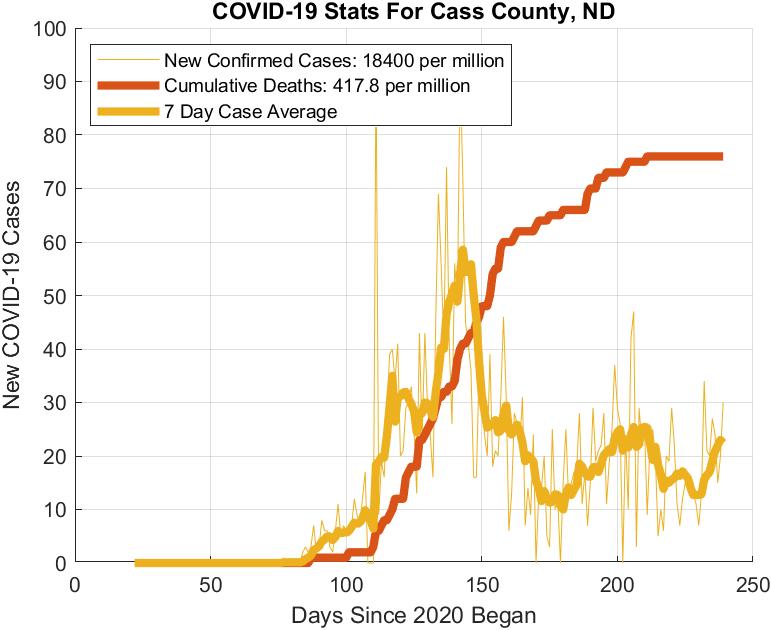 COVID-19 Stats For Cass County, ND
New Confirmed Cases: 18400 per million
Cumulative Deaths: 417.8 per million
7 Day Case Average
New COVID-19 Cases
100
90
80
70
60
50
40
30
20
10
0
0 50 100 150 200 250
Days Since 2020 Began